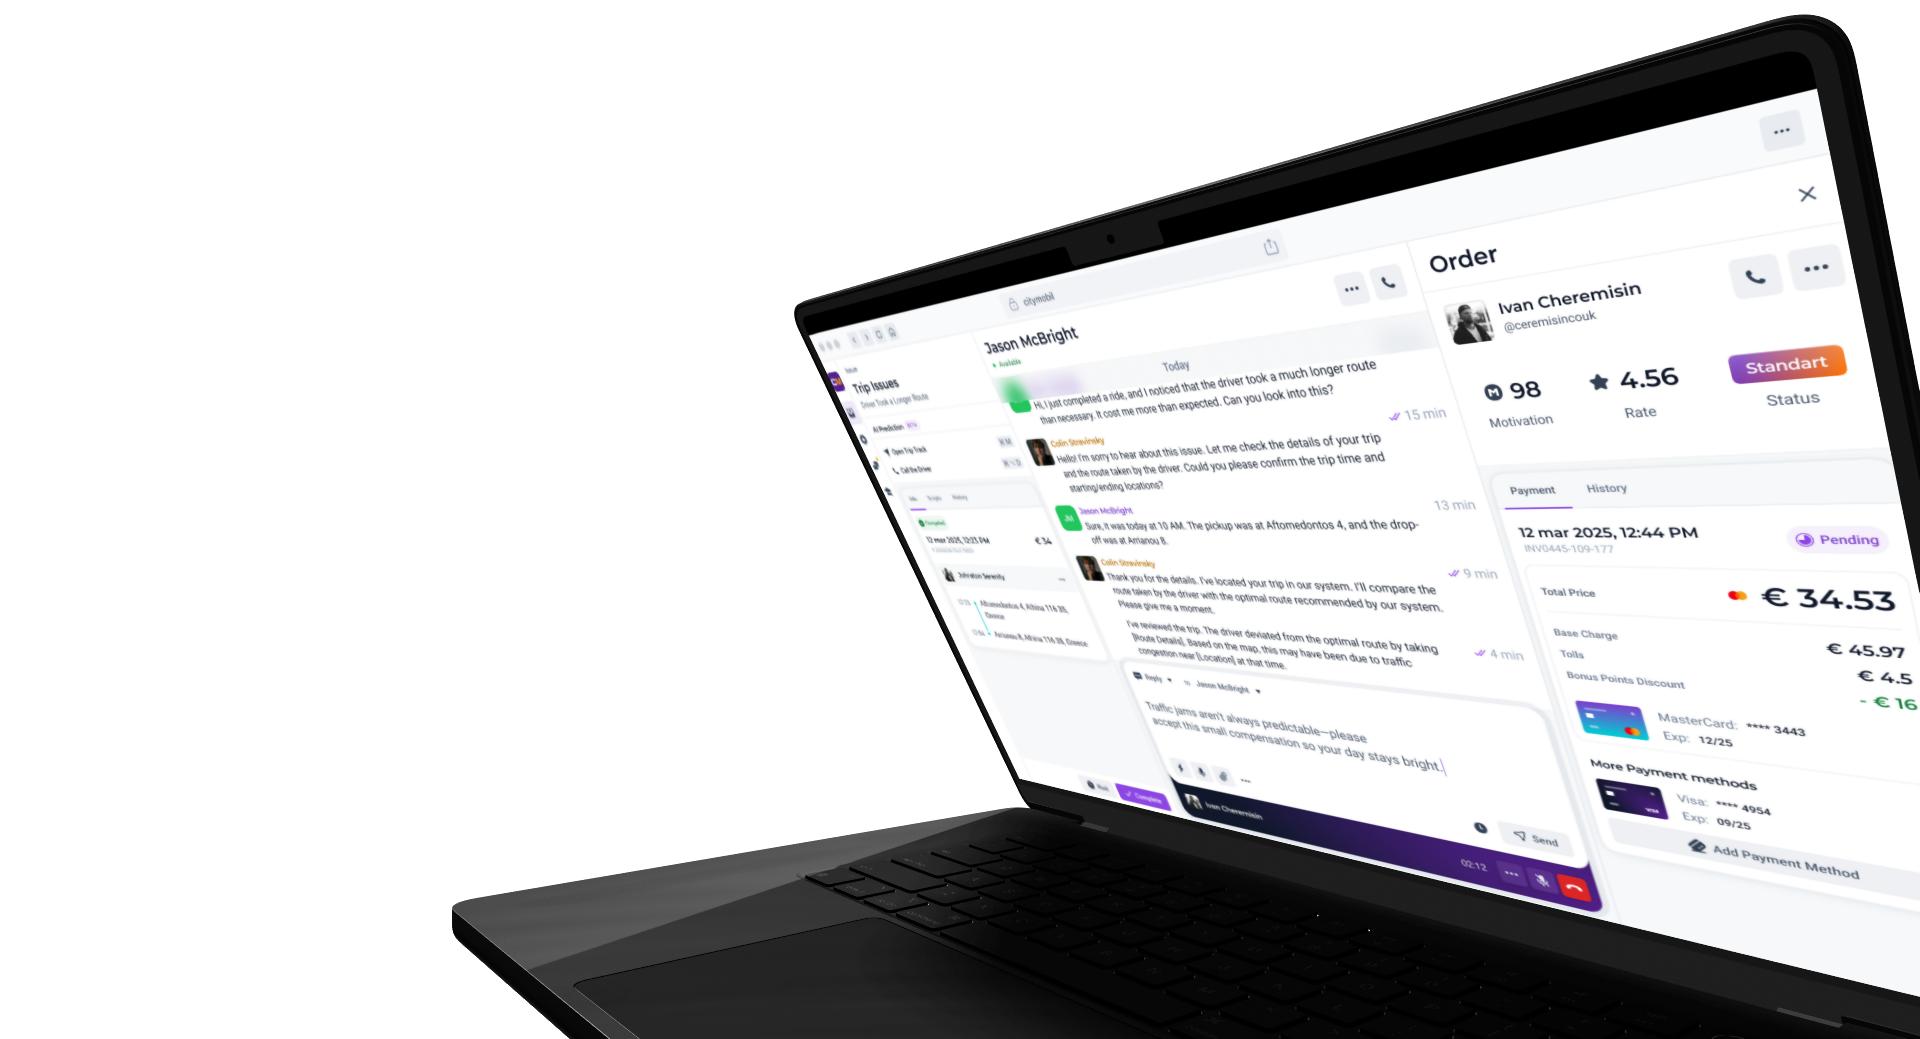 citymobil
Issue
Trip Issues
Driver Took a Longer Route
AI Prediction BETA
Open Trip Track
Call the Driver
History
Completed
12 mar 2025, 12:23 PM
€ 34
Johnston Serenity
Aftomedontos 4, Athina 116 35,
Greece
Arrianou 8, Athina 116 35, Greece
Complete
Jason McBright
Available
Today
Hi, I just completed a ride, and I noticed that the driver took a much longer route
than necessary. It cost me more than expected. Can you look into this?
15 min
Colin Stravinsky
Hello! I'm sorry to hear about this issue. Let me check the details of your trip
and the route taken by the driver. Could you please confirm the trip time and
starting/ending locations?
13 min
JM
Jason McBright
Sure, it was today at 10 AM. The pickup was at Aftomedontos 4, and the drop-
off was at Arrianou 8.
9 min
Colin Stravinsky
Thank you for the details. I've located your trip in our system. I'll compare the
route taken by the driver with the optimal route recommended by our system.
Please give me a moment.
4 min
I've reviewed the trip. The driver deviated from the optimal route by taking
[Route Details]. Based on the map, this may have been due to traffic
congestion near [Location] at that time.
Reply to Jason McBright
Traffic jams aren't always predictable—please
accept this small compensation so your day stays bright.
Send
Ivan Cheremisin
02:12
Order
Ivan Cheremisin
@ceremisincouk
M 98
Motivation
4.56
Rate
Standart
Status
Payment
History
12 mar 2025, 12:44 PM
INV0445-109-177
Pending
Total Price
€ 34.53
Base Charge
€ 45.97
Tolls
€ 4.5
Bonus Points Discount
- € 16
MasterCard: **** 3443
Exp: 12/25
More Payment methods
VISA
Visa: **** 4954
Exp: 09/25
Add Payment Method